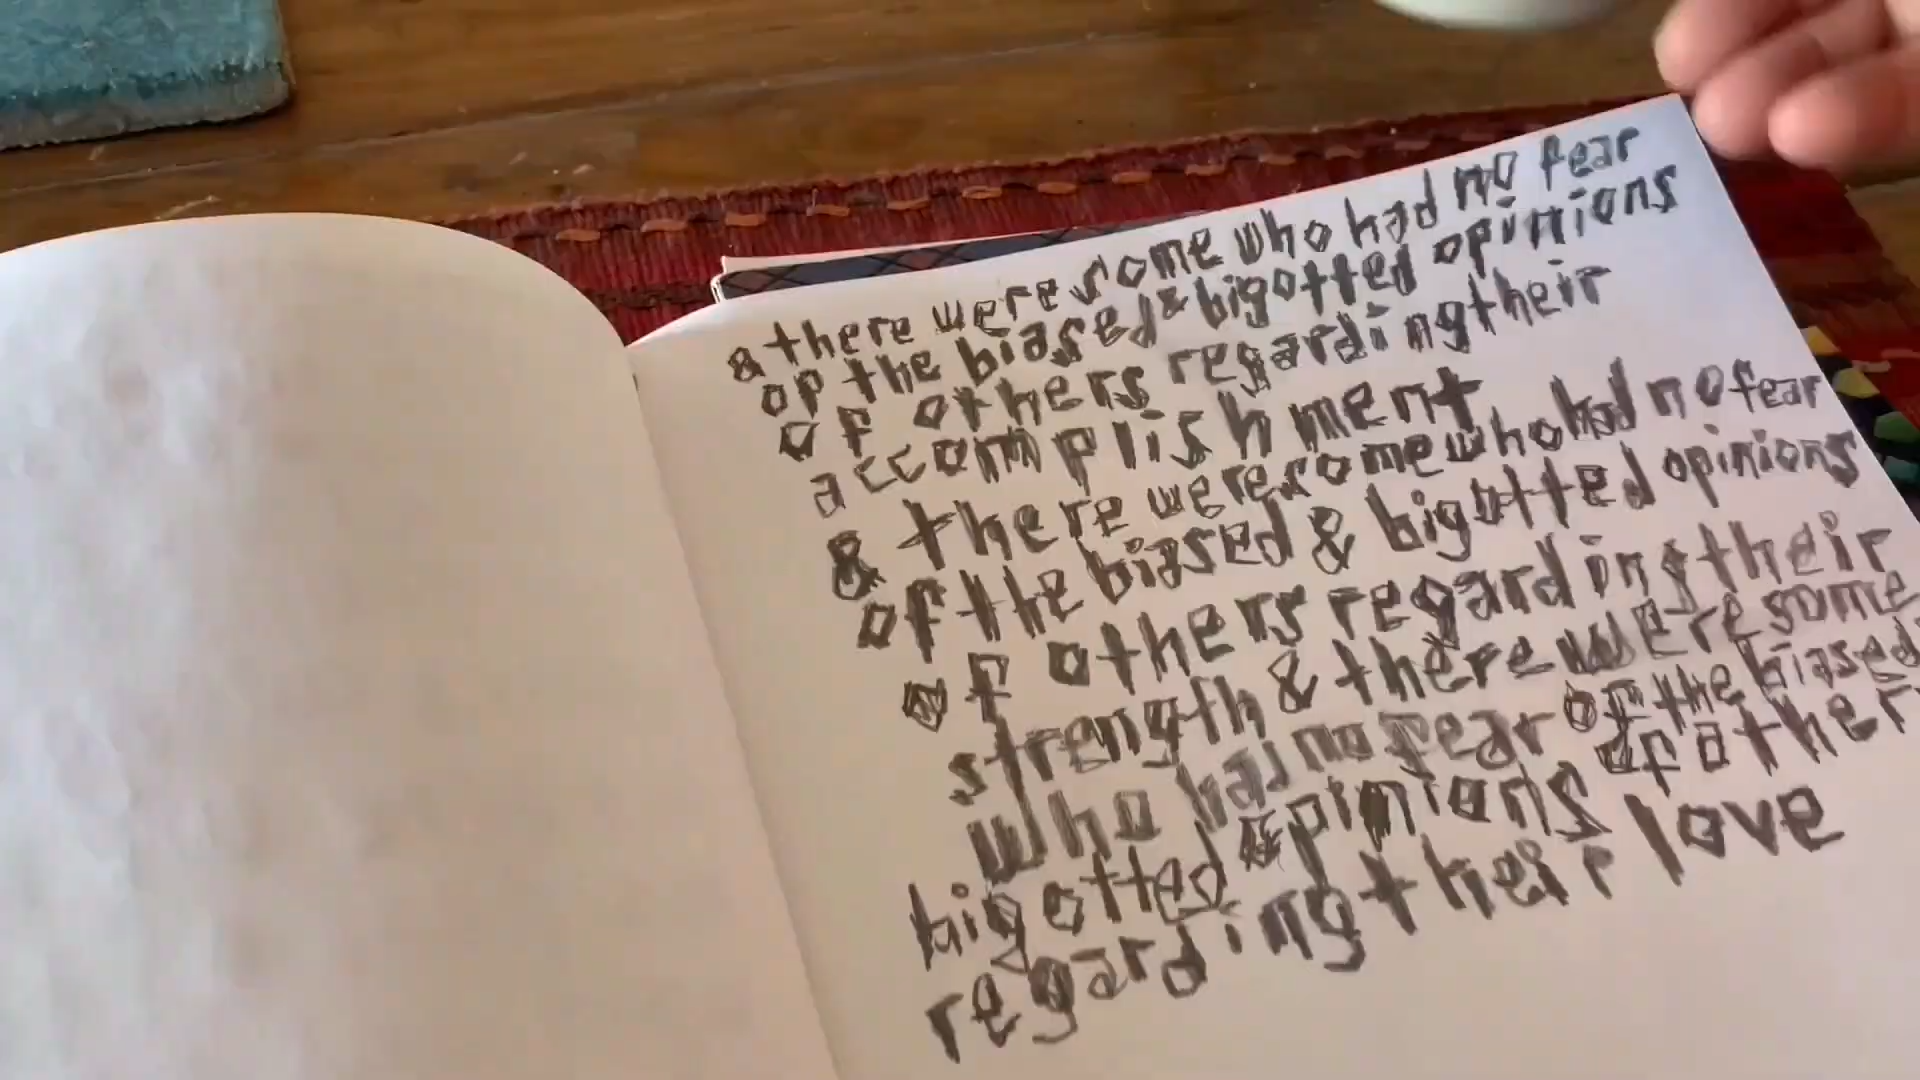 & there were some who had no fear
of the biased & bigotted opinions
of others regarding their
accomplishment
& there were some who had no fear
of the biased & bigotted opinions
of others regarding their
strength & there were some
who had no fear of the biased
bigotted opinions of other
regarding their love